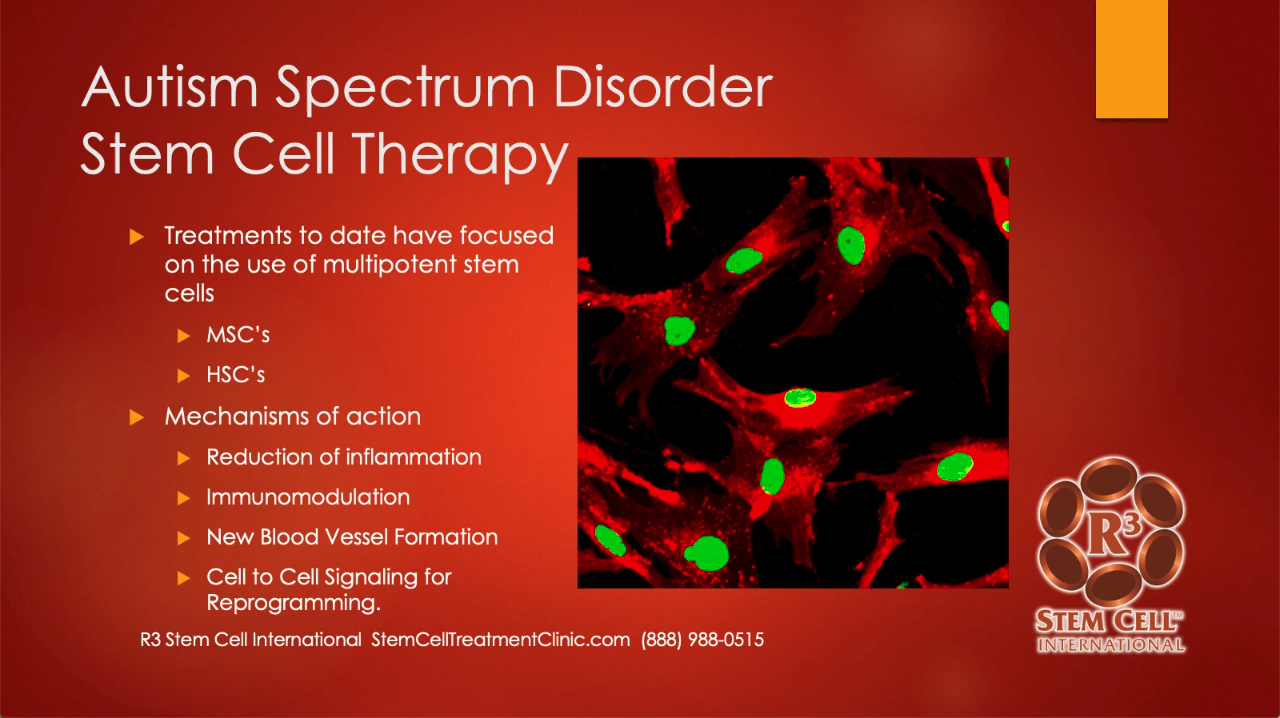 Autism Spectrum Disorder
Stem Cell Therapy
Treatments to date have focused
on the use of multipotent stem
cells
MSC's
HSC's
Mechanisms of action
Reduction of inflammation
Immunomodulation
New Blood Vessel Formation
Cell to Cell Signaling for
Reprogramming.
R3 Stem Cell International StemCellTreatmentClinic.com (888) 988-0515
R³
STEM CELL™
INTERNATIONAL